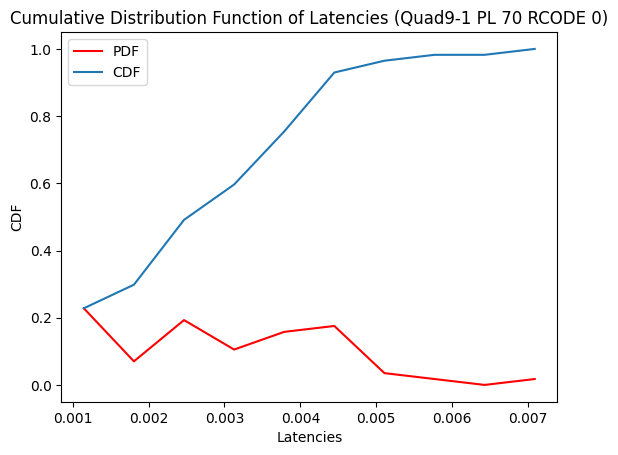 Cumulative Distribution Function of Latencies (Quad9-1 PL 70 RCODE 0)
PDF
CDF
1.0
0.8
0.6
0.4
0.2
0.0
CDF
0.001 0.002 0.003 0.004 0.005 0.006 0.007
Latencies